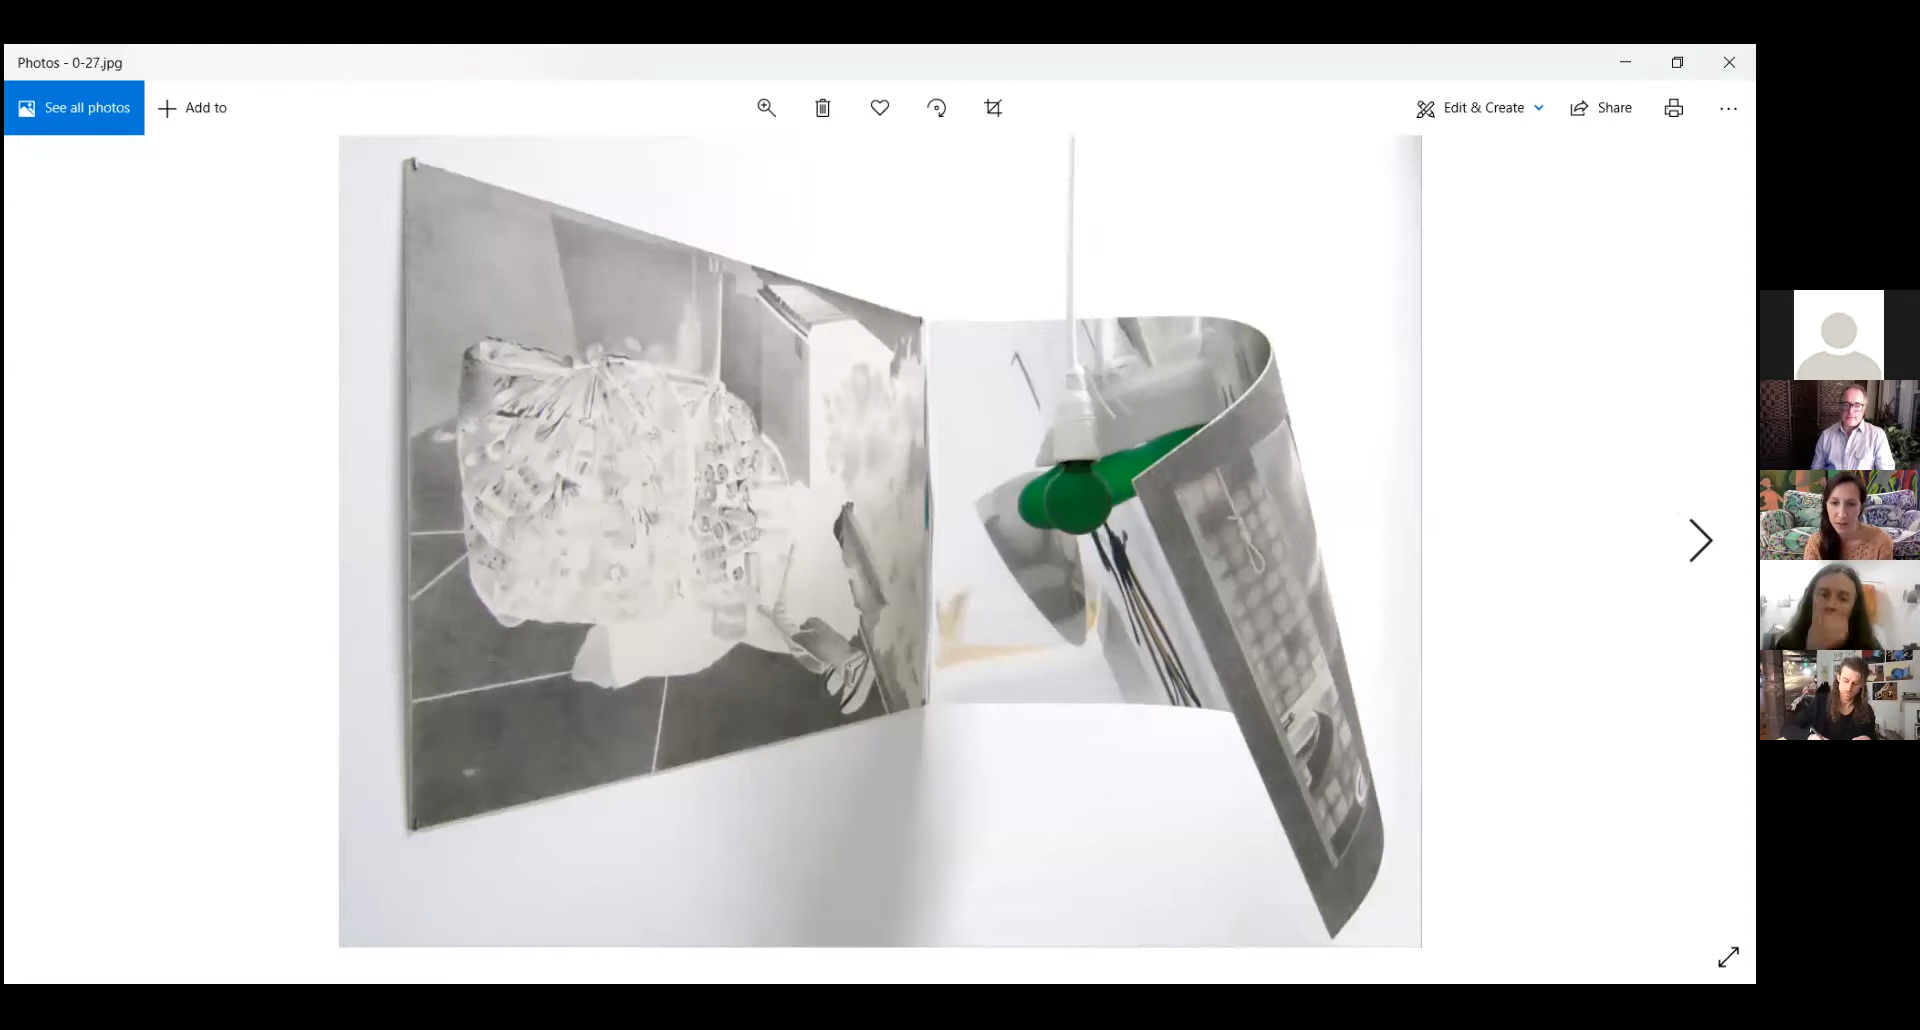 Photos - 0-27.jpg
See all photos
Add to
Edit & Create
Share